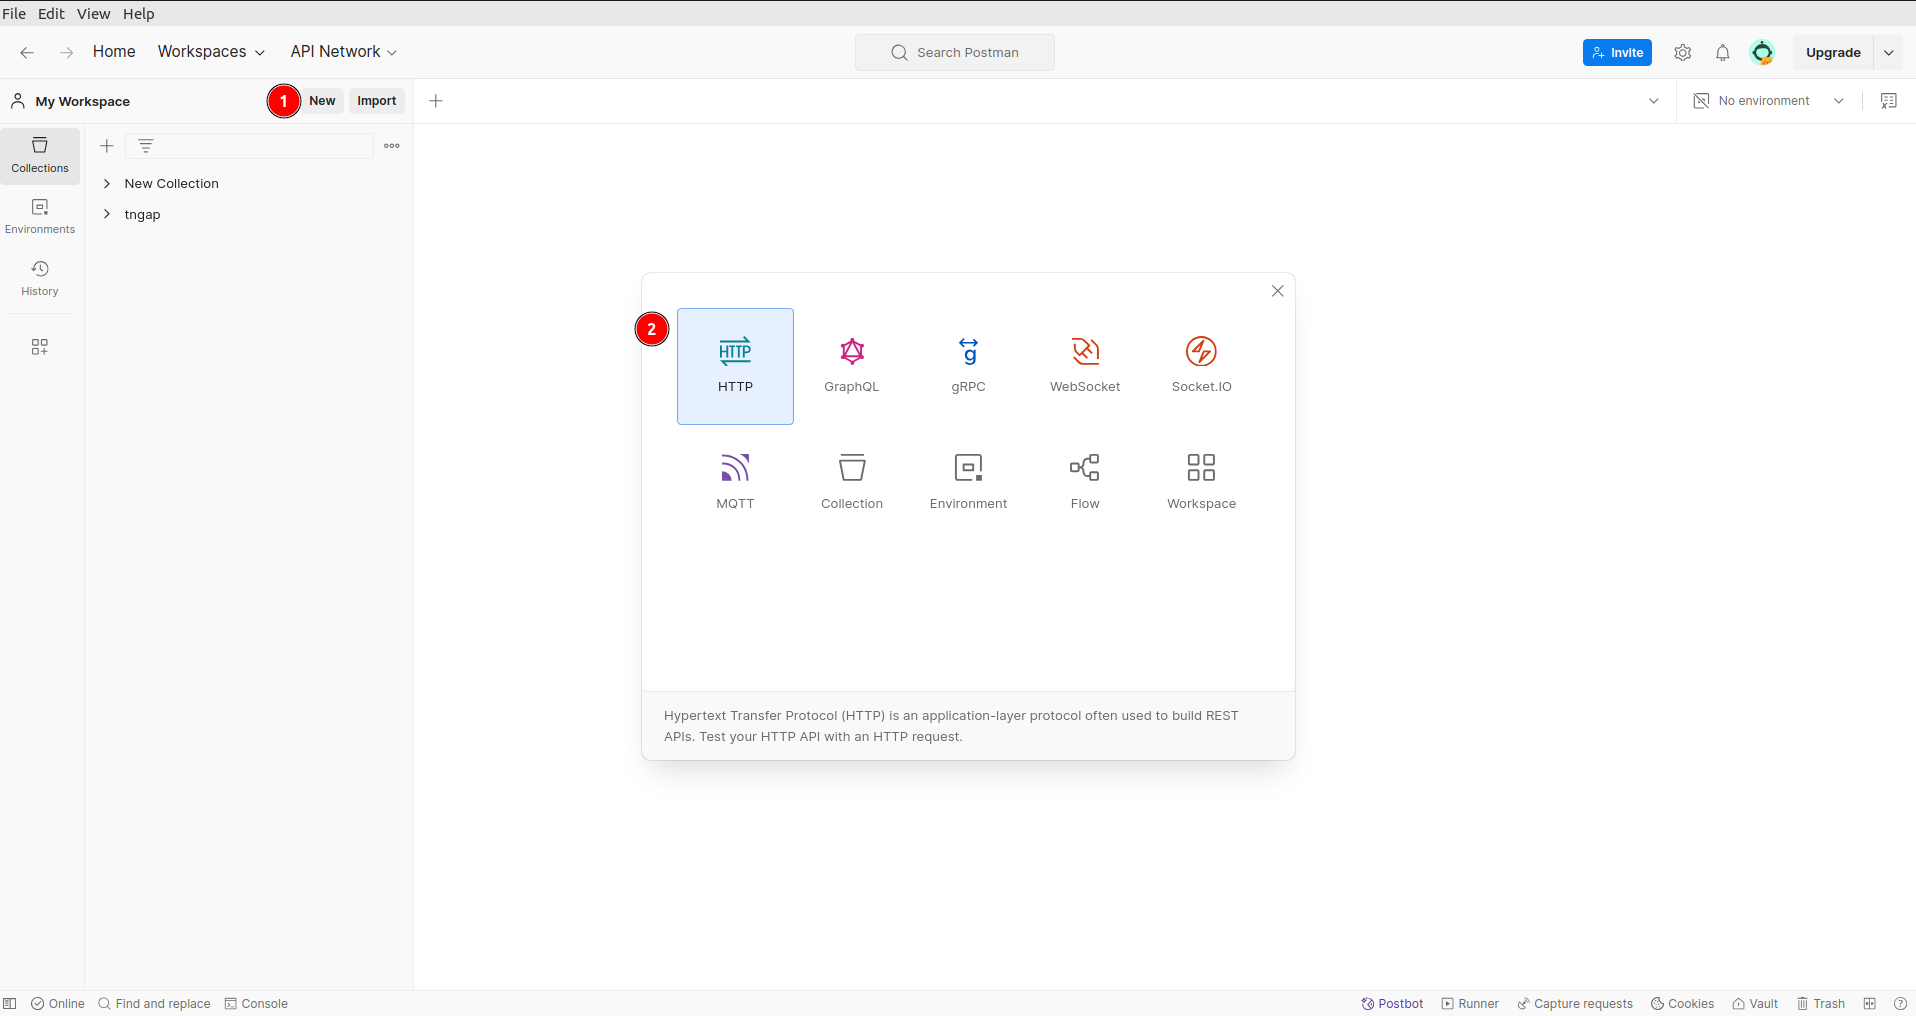 File Edit View Help
Home Workspaces API Network Search Postman Invite Upgrade
My Workspace 1 New Import No environment
Collections
Environments
History
New Collection
tngap
2
HTTP GraphQL gRPC WebSocket Socket.IO
MQTT Collection Environment Flow Workspace
Hypertext Transfer Protocol (HTTP) is an application-layer protocol often used to build REST
APIs. Test your HTTP API with an HTTP request.
Online Find and replace Console Postbot Runner Capture requests Cookies Vault Trash